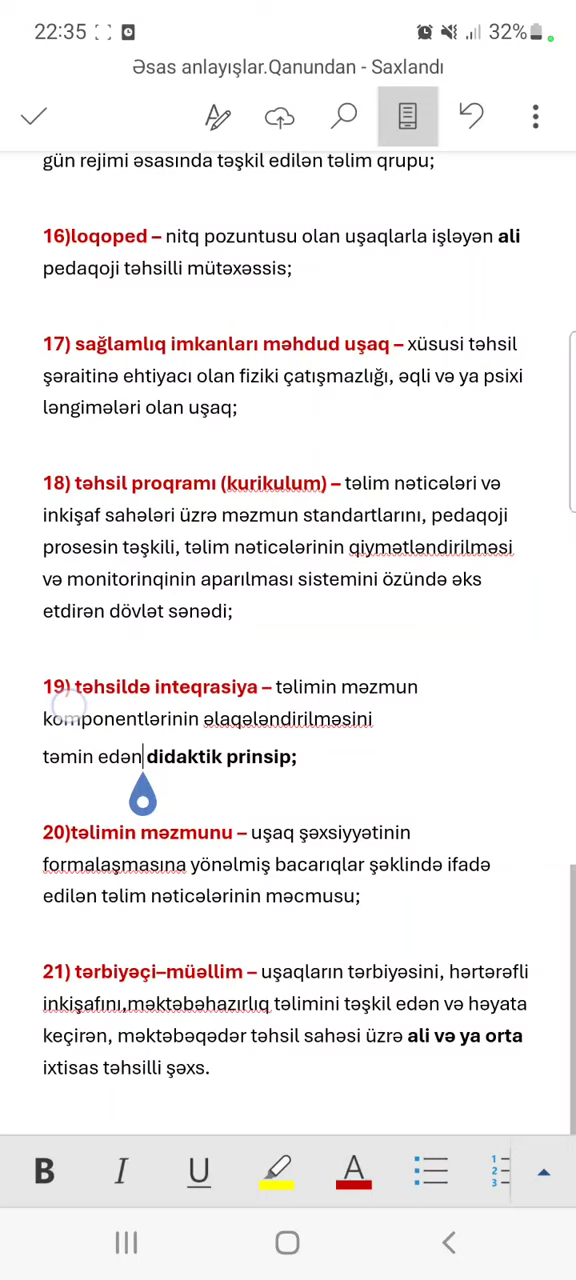 22:35
32%
Əsas anlayışlar.Qanundan - Saxlandı
gün rejimi əsasında təşkil edilən təlim qrupu;
16)loqoped – nitq pozuntusu olan uşaqlarla işləyən ali
pedaqoji təhsilli mütəxəssis;
17) sağlamlıq imkanları məhdud uşaq – xüsusi təhsil
şəraitinə ehtiyacı olan fiziki çatışmazlığı, əqli və ya psixi
ləngimələri olan uşaq;
18) təhsil proqramı (kurikulum) – təlim nəticələri və
inkişaf sahələri üzrə məzmun standartlarını, pedaqoji
prosesin təşkili, təlim nəticələrinin qiymətləndirilməsi
və monitorinqinin aparılması sistemini özündə əks
etdirən dövlət sənədi;
19) təhsildə inteqrasiya – təlimin məzmun
komponentlərinin əlaqələndirilməsini
təmin edən didaktik prinsip;
20)təlimin məzmunu – uşaq şəxsiyyətinin
formalaşmasına yönəlmiş bacarıqlar şəklində ifadə
edilən təlim nəticələrinin məcmusu;
21) tərbiyəçi–müəllim – uşaqların tərbiyəsini, hərtərəfli
inkişafını,məktəbəhazırlıq təlimini təşkil edən və həyata
keçirən, məktəbəqədər təhsil sahəsi üzrə ali və ya orta
ixtisas təhsilli şəxs.
B I U A